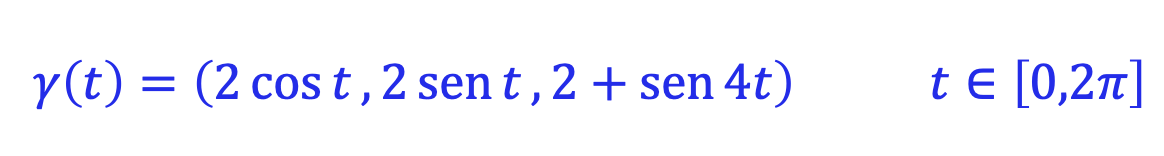 γ(t) = (2 cos t , 2 sen t , 2 + sen 4t) t ∈ [0,2π]